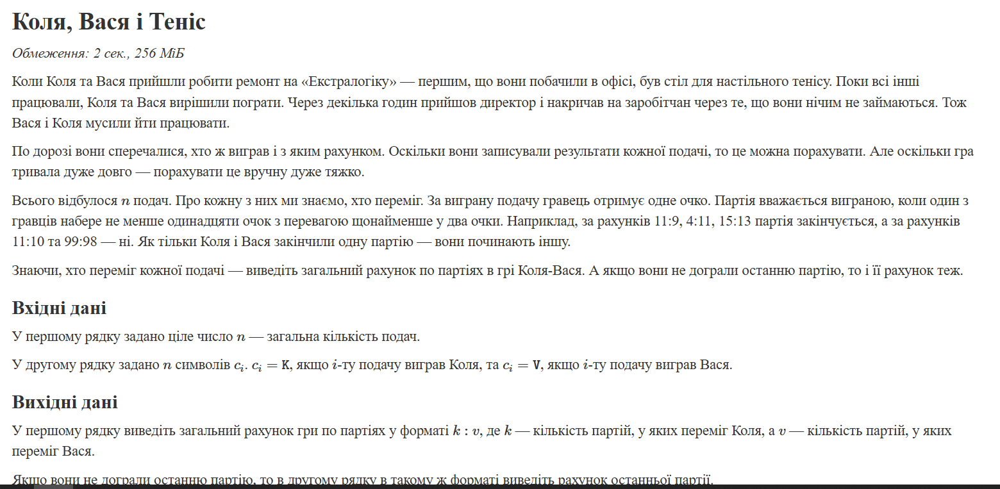 Коля, Вася і Теніс
Обмеження: 2 сек., 256 МіБ
Коли Коля та Вася прийшли робити ремонт на «Екстралогіку» — першим, що вони побачили в офісі, був стіл для настільного тенісу. Поки всі інші
працювали, Коля та Вася вирішили пограти. Через декілька годин прийшов директор і накричав на заробітчан через те, що вони нічим не займаються. Тож
Вася і Коля мусили йти працювати.
По дорозі вони сперечалися, хто ж виграв і з яким рахунком. Оскільки вони записували результати кожної подачі, то це можна порахувати. Але оскільки гра
тривала дуже довго — порахувати це вручну дуже тяжко.
Всього відбулося n подач. Про кожну з них ми знаємо, хто переміг. За виграну подачу гравець отримує одне очко. Партія вважається виграною, коли один з
гравців набере не менше одинадцяти очок з перевагою щонайменше у два очки. Наприклад, за рахунків 11:9, 4:11, 15:13 партія закінчується, а за рахунків
11:10 та 99:98 — ні. Як тільки Коля і Вася закінчили одну партію — вони починають іншу.
Знаючи, хто переміг кожної подачі — виведіть загальний рахунок по партіях в грі Коля-Вася. А якщо вони не дограли останню партію, то і її рахунок теж.
Вхідні дані
У першому рядку задано ціле число n — загальна кількість подач.
У другому рядку задано n символів cᵢ. cᵢ = K, якщо i-ту подачу виграв Коля, та cᵢ = V, якщо i-ту подачу виграв Вася.
Вихідні дані
У першому рядку виведіть загальний рахунок гри по партіях у форматі k : v, де k — кількість партій, у яких переміг Коля, а v — кількість партій, у яких
переміг Вася.
Якщо вони не дограли останню партію, то в другому рядку в такому ж форматі виведіть рахунок останньої партії.